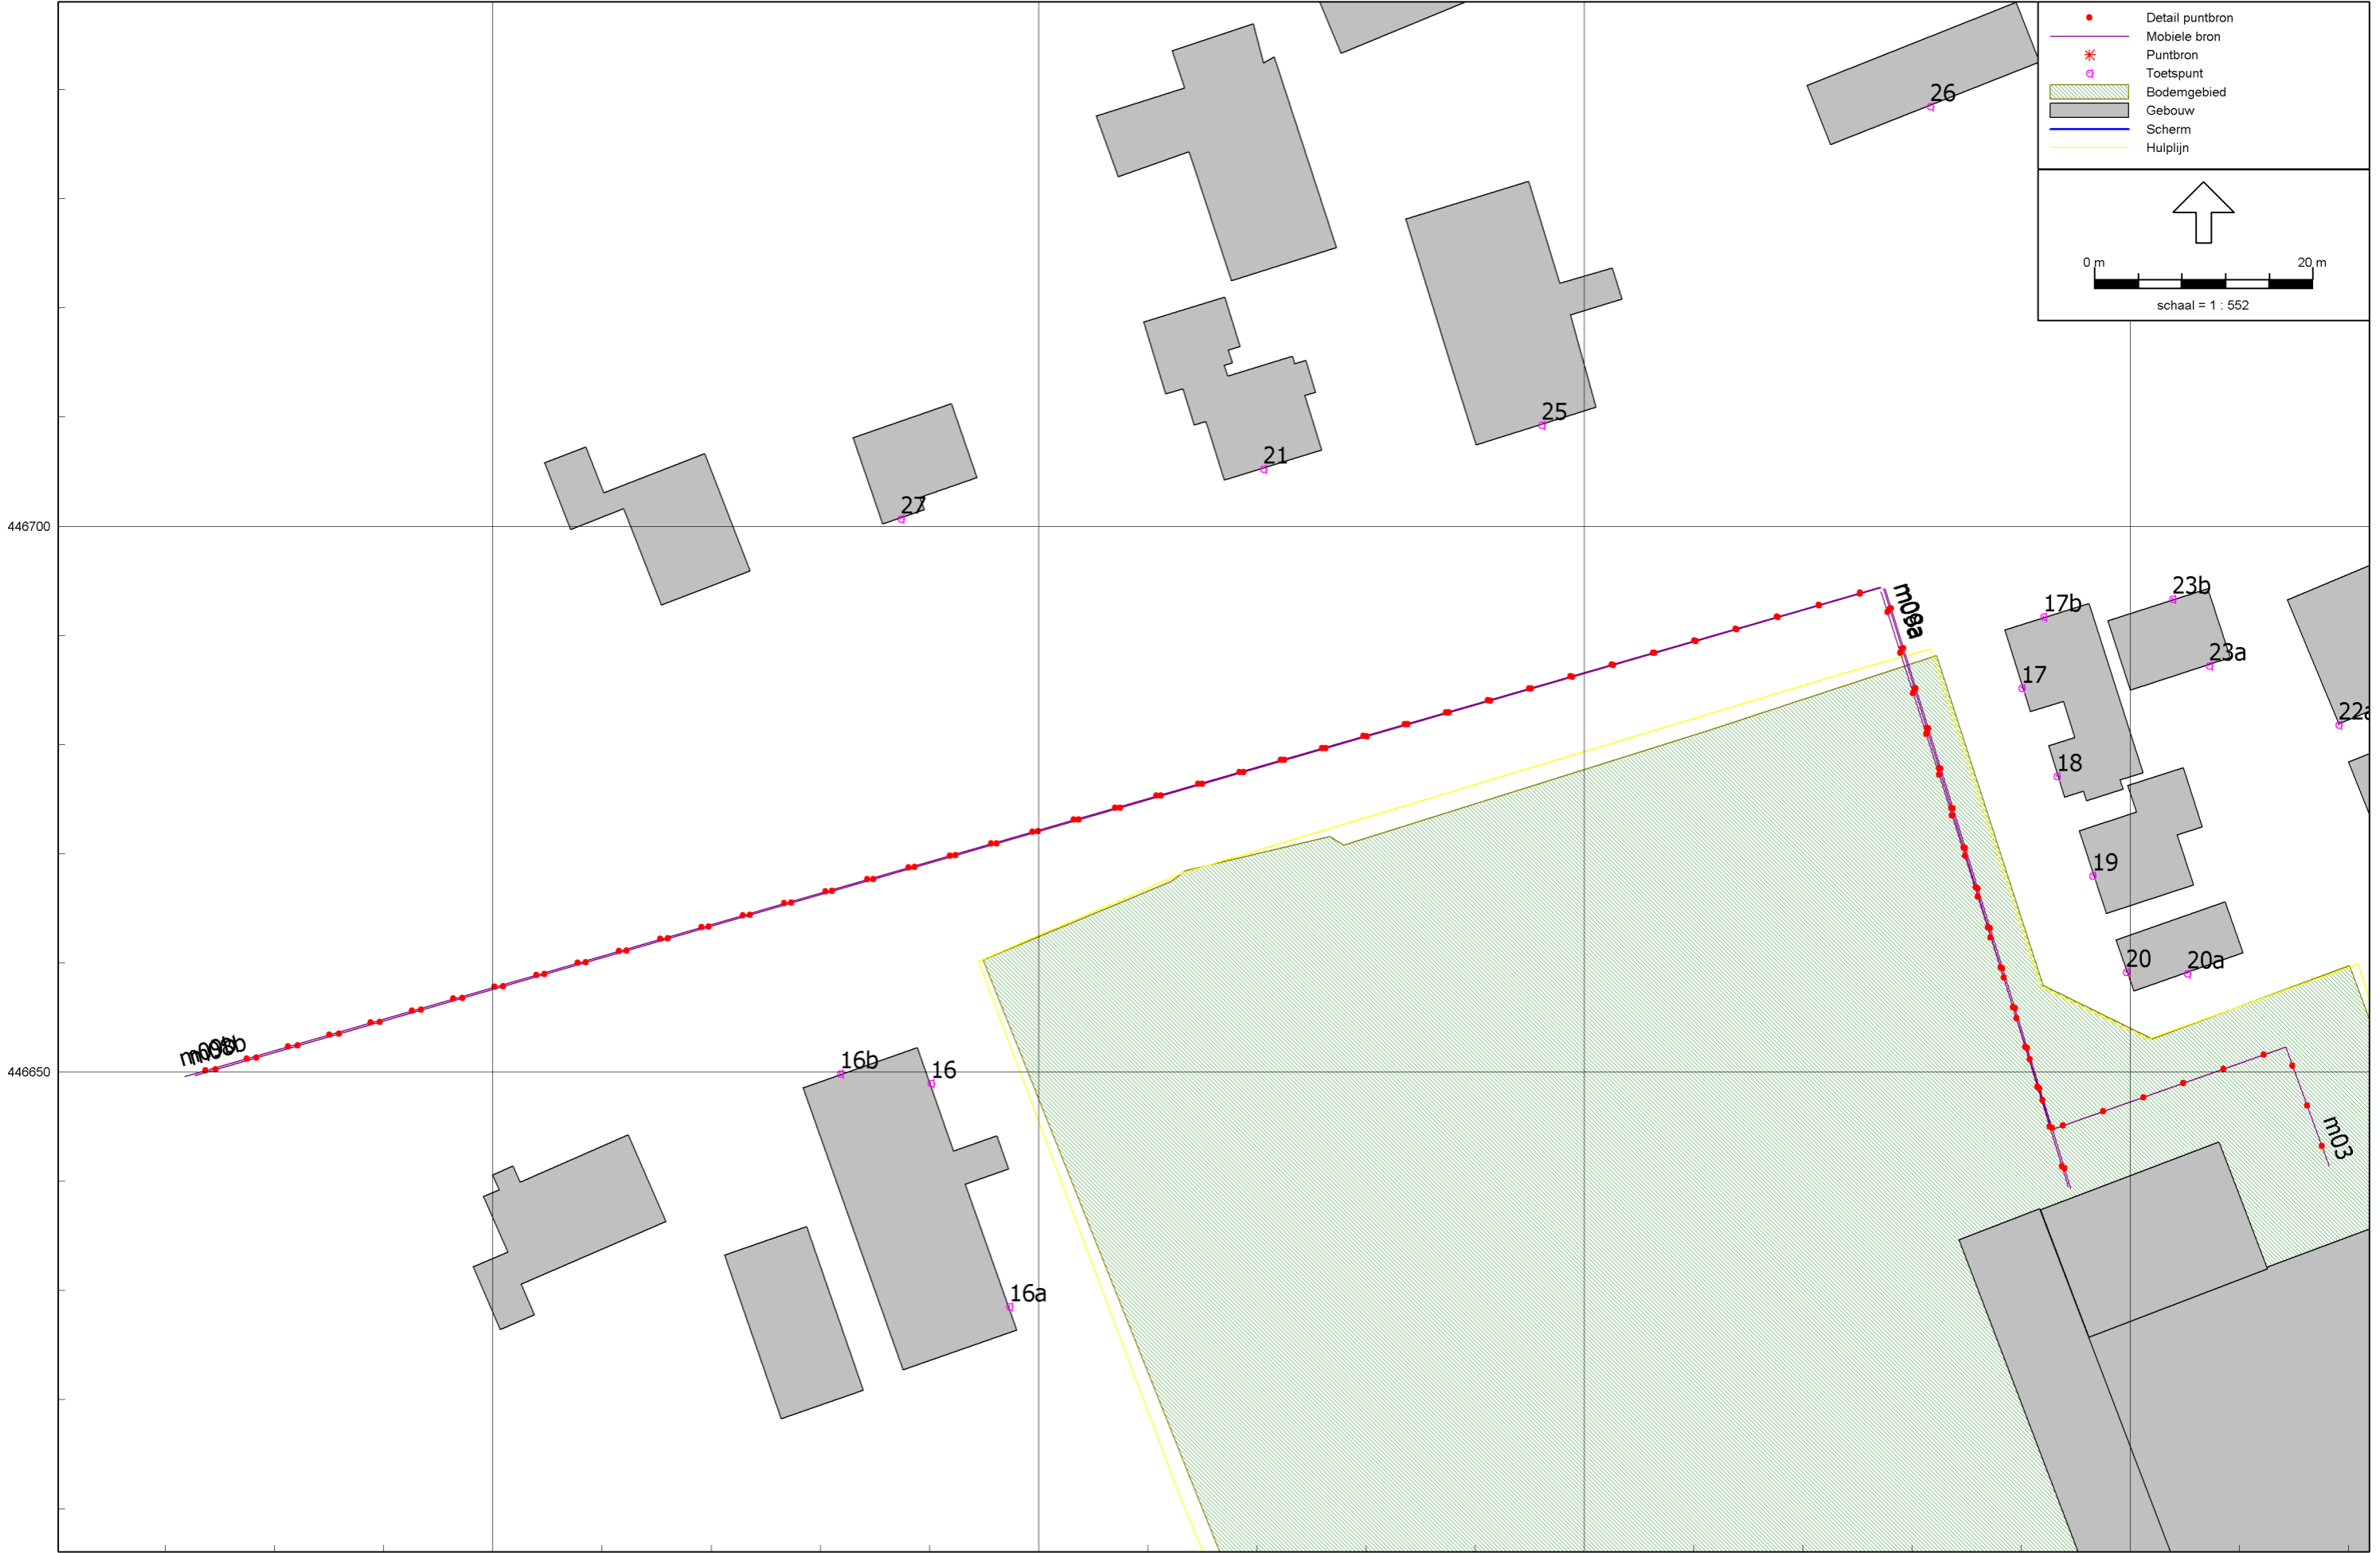 Detail puntbron
Mobiele bron
Puntbron
Toetspunt
Bodemgebied
Gebouw
Scherm
Hulplijn
0 m
20 m
schaal = 1 : 552
26
25
21
27
446700
17b
23b
23a
17
22a
18
19
20
20a
16b
16
446650
m03
16a